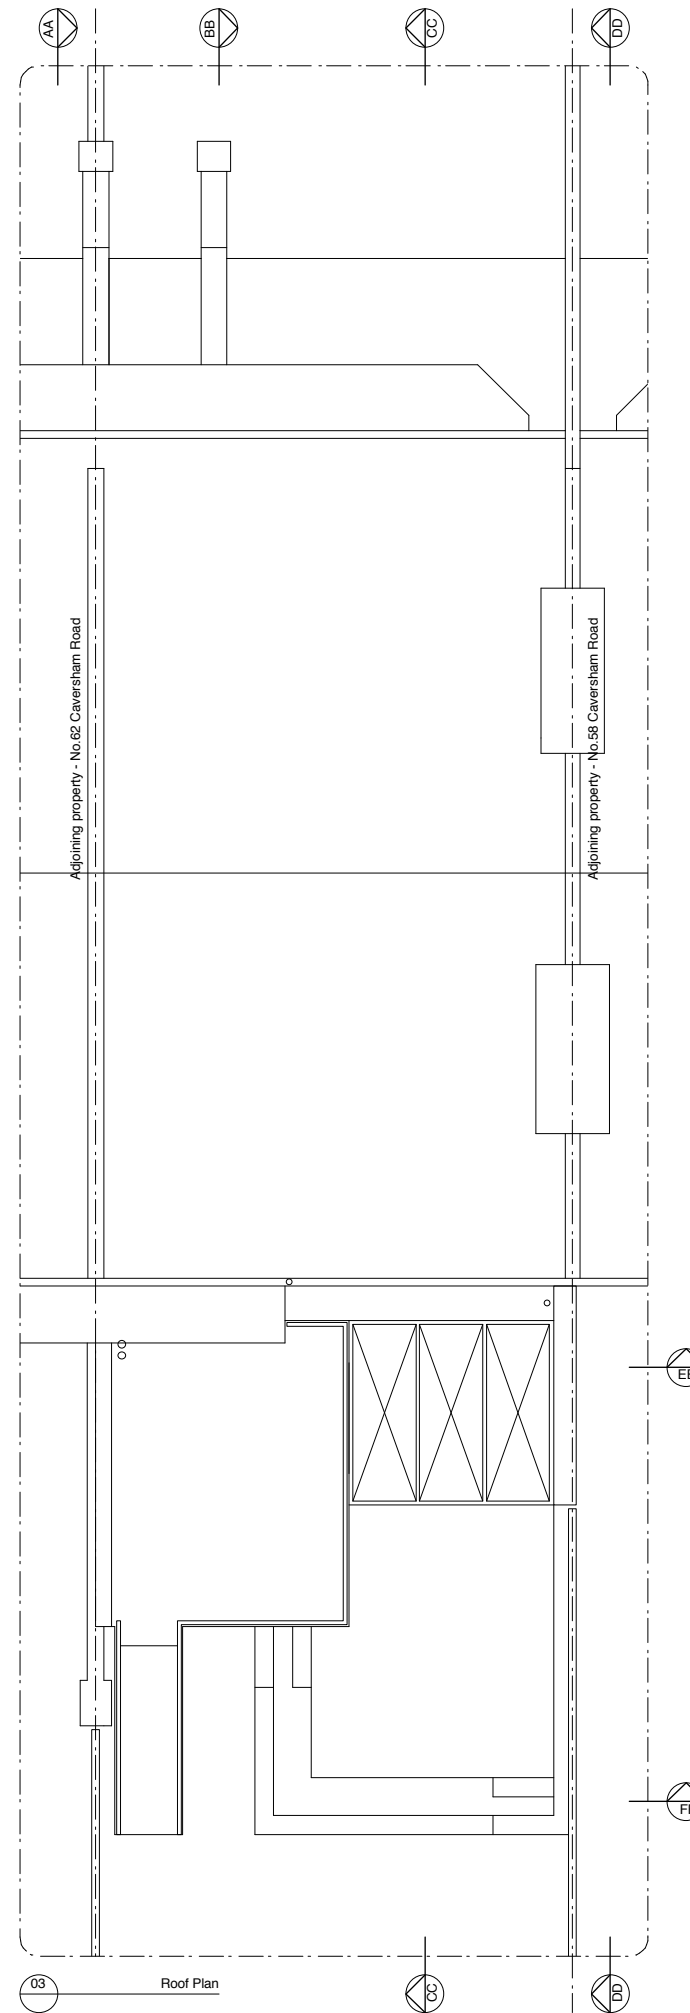 AA
BB
CC
DD
Adjoining property - No.62 Caversham Road
Adjoining property - No.58 Caversham Road
03
Roof Plan
CC
DD